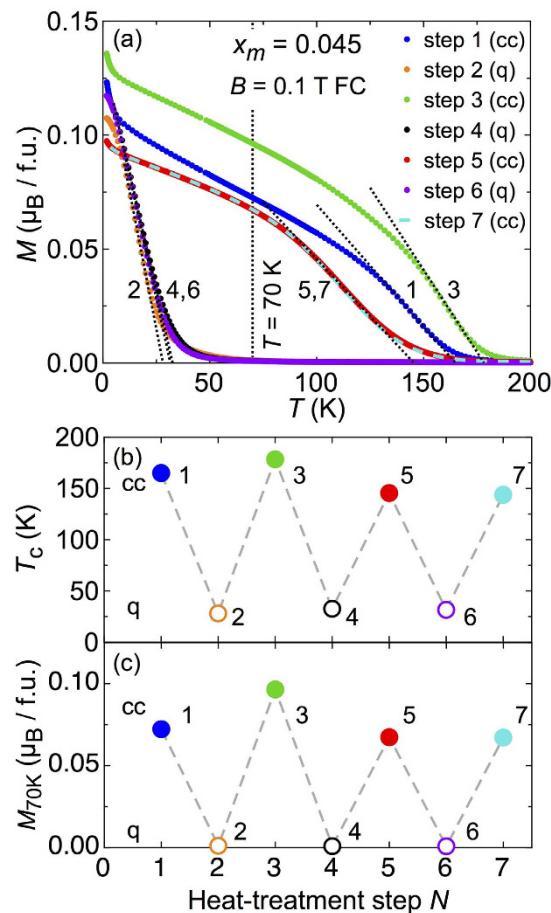 (a)
x_m = 0.045
B = 0.1 T FC
step 1 (cc)
step 2 (q)
step 3 (cc)
step 4 (q)
step 5 (cc)
step 6 (q)
step 7 (cc)
0.15
0.10
0.05
0.00
M (μ_B / f.u.)
2
4,6
T = 70 K
5,7
1
3
0
50
100
150
200
T (K)
(b)
200
150
100
50
0
T_c (K)
cc
q
1
2
3
4
5
6
7
(c)
0.10
0.05
0.00
M_70K (μ_B / f.u.)
cc
q
1
2
3
4
5
6
7
0 1 2 3 4 5 6 7
Heat-treatment step N